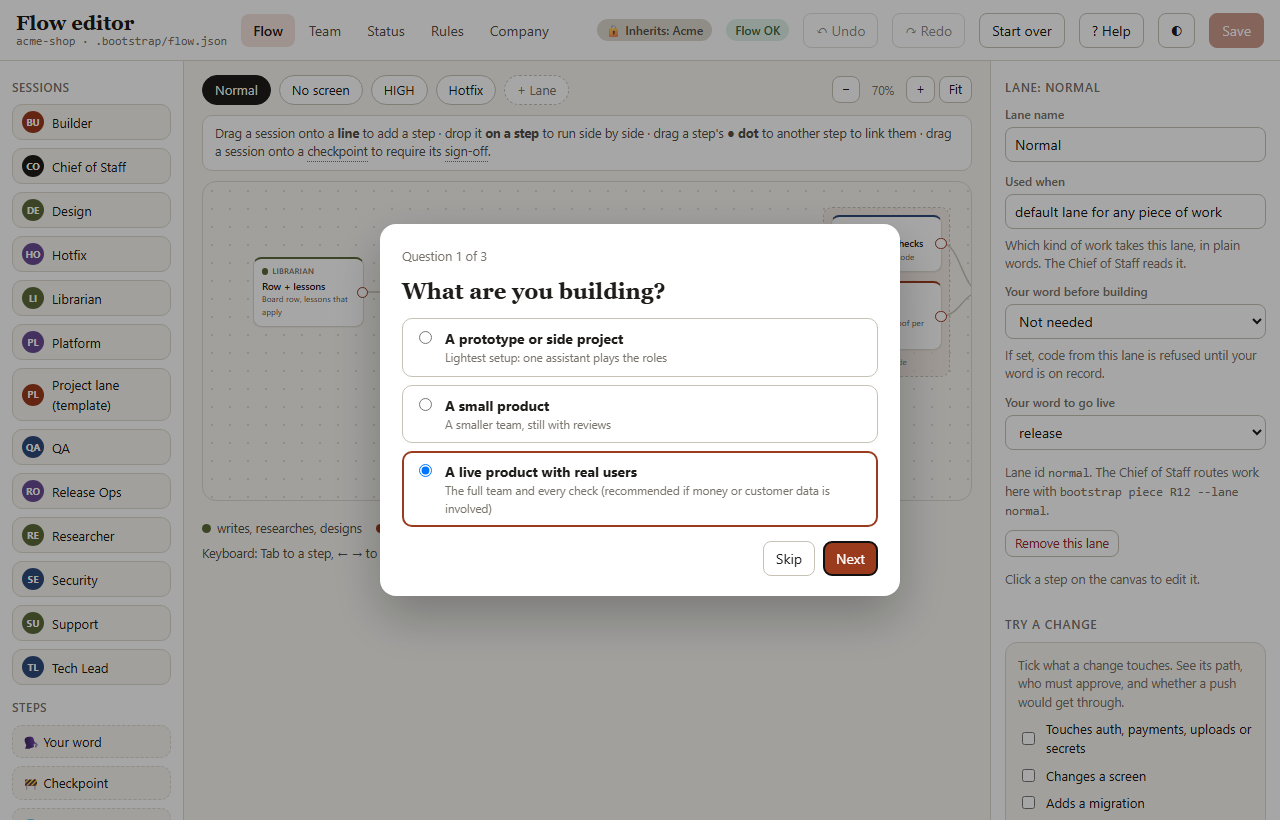 Flow editor
acme-shop · .bootstrap/flow.json
Flow
Team
Status
Rules
Company
Inherits: Acme
Flow OK
Undo
Redo
Start over
? Help
Save
SESSIONS
BU Builder
CO Chief of Staff
DE Design
HO Hotfix
LI Librarian
PL Platform
PL Project lane
(template)
QA QA
RO Release Ops
RE Researcher
SE Security
SU Support
TL Tech Lead
STEPS
Your word
Checkpoint
Normal
No screen
HIGH
Hotfix
+ Lane
−
70%
+
Fit
Drag a session onto a line to add a step · drop it on a step to run side by side · drag a step's ● dot to another step to link them · drag
a session onto a checkpoint to require its sign-off.
LIBRARIAN
Row + lessons
Board row, lessons that
apply
writes, researches, designs
Keyboard: Tab to a step, ← → to
Question 1 of 3
What are you building?
A prototype or side project
Lightest setup: one assistant plays the roles
A small product
A smaller team, still with reviews
A live product with real users
The full team and every check (recommended if money or customer data is
involved)
Skip
Next
LANE: NORMAL
Lane name
Normal
Used when
default lane for any piece of work
Which kind of work takes this lane, in plain
words. The Chief of Staff reads it.
Your word before building
Not needed
If set, code from this lane is refused until your
word is on record.
Your word to go live
release
Lane id normal. The Chief of Staff routes work
here with bootstrap piece R12 --lane
normal.
Remove this lane
Click a step on the canvas to edit it.
TRY A CHANGE
Tick what a change touches. See its path,
who must approve, and whether a push
would get through.
Touches auth, payments, uploads or
secrets
Changes a screen
Adds a migration